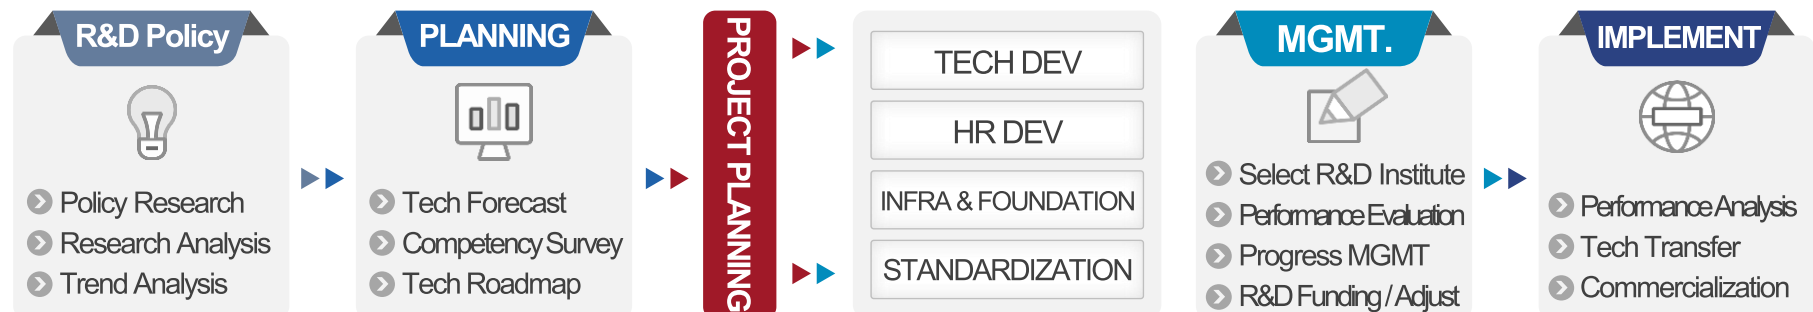 R&D Policy
Policy Research
Research Analysis
Trend Analysis
PLANNING
Tech Forecast
Competency Survey
Tech Roadmap
PROJECT PLANNING
TECH DEV
HR DEV
INFRA & FOUNDATION
STANDARDIZATION
MGMT.
Select R&D Institute
Performance Evaluation
Progress MGMT
R&D Funding / Adjust
IMPLEMENT
Performance Analysis
Tech Transfer
Commercialization